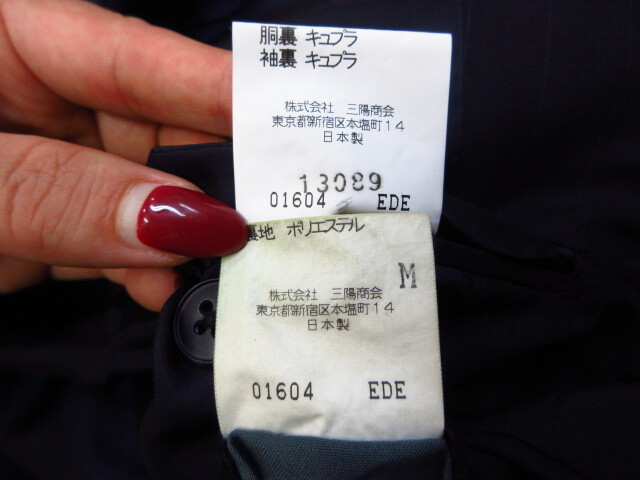 胴裏 キュプラ
袖裏 キュプラ
株式会社 三陽商会
東京都新宿区本塩町14
日本製
13089
01604 EDE
裏地 ポリエステル
M
株式会社 三陽商会
東京都新宿区本塩町14
日本製
01604 EDE